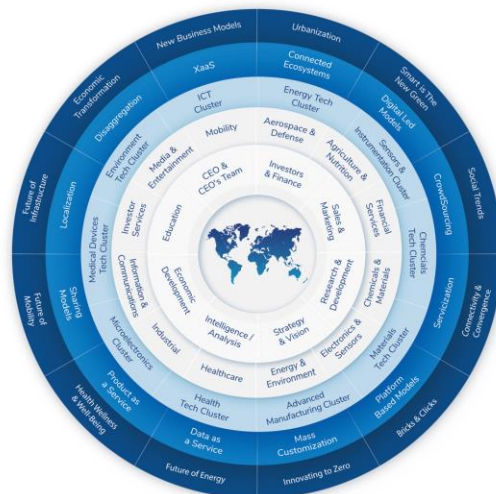 New Business Models
Urbanization
Smart is The
New Green
Social Trends
Connectivity &
Convergence
Bricks & Clicks
Innovating to Zero
Future of Energy
Health Wellness
& Well-Being
Future of
Mobility
Future of
Infrastructure
Economic
Transformation
XaaS
Connected
Ecosystems
Digital Led
Models
CrowdSourcing
Servicization
Platform
Based Models
Mass
Customization
Data as
a Service
Product as
a Service
Sharing
Models
Localization
Disaggregation
ICT
Cluster
Energy Tech
Cluster
Sensors &
Instrumentation Cluster
Chemcials
Tech Cluster
Materials
Tech Cluster
Advanced
Manufacturing Cluster
Health
Tech Cluster
Microelectronics
Cluster
Medical Devices
Tech Cluster
Environment
Tech Cluster
Mobility
Aerospace &
Defense
Agriculture &
Nutrition
Financial
Services
Chemicals &
Materials
Electronics &
Sensors
Energy &
Environment
Healthcare
Industrial
Information &
Communications
Investor
Services
Media &
Entertainment
CEO &
CEO's Team
Investors
& Finance
Sales &
Marketing
Research &
Development
Strategy
& Vision
Intelligence /
Analysis
Economic
Development
Education